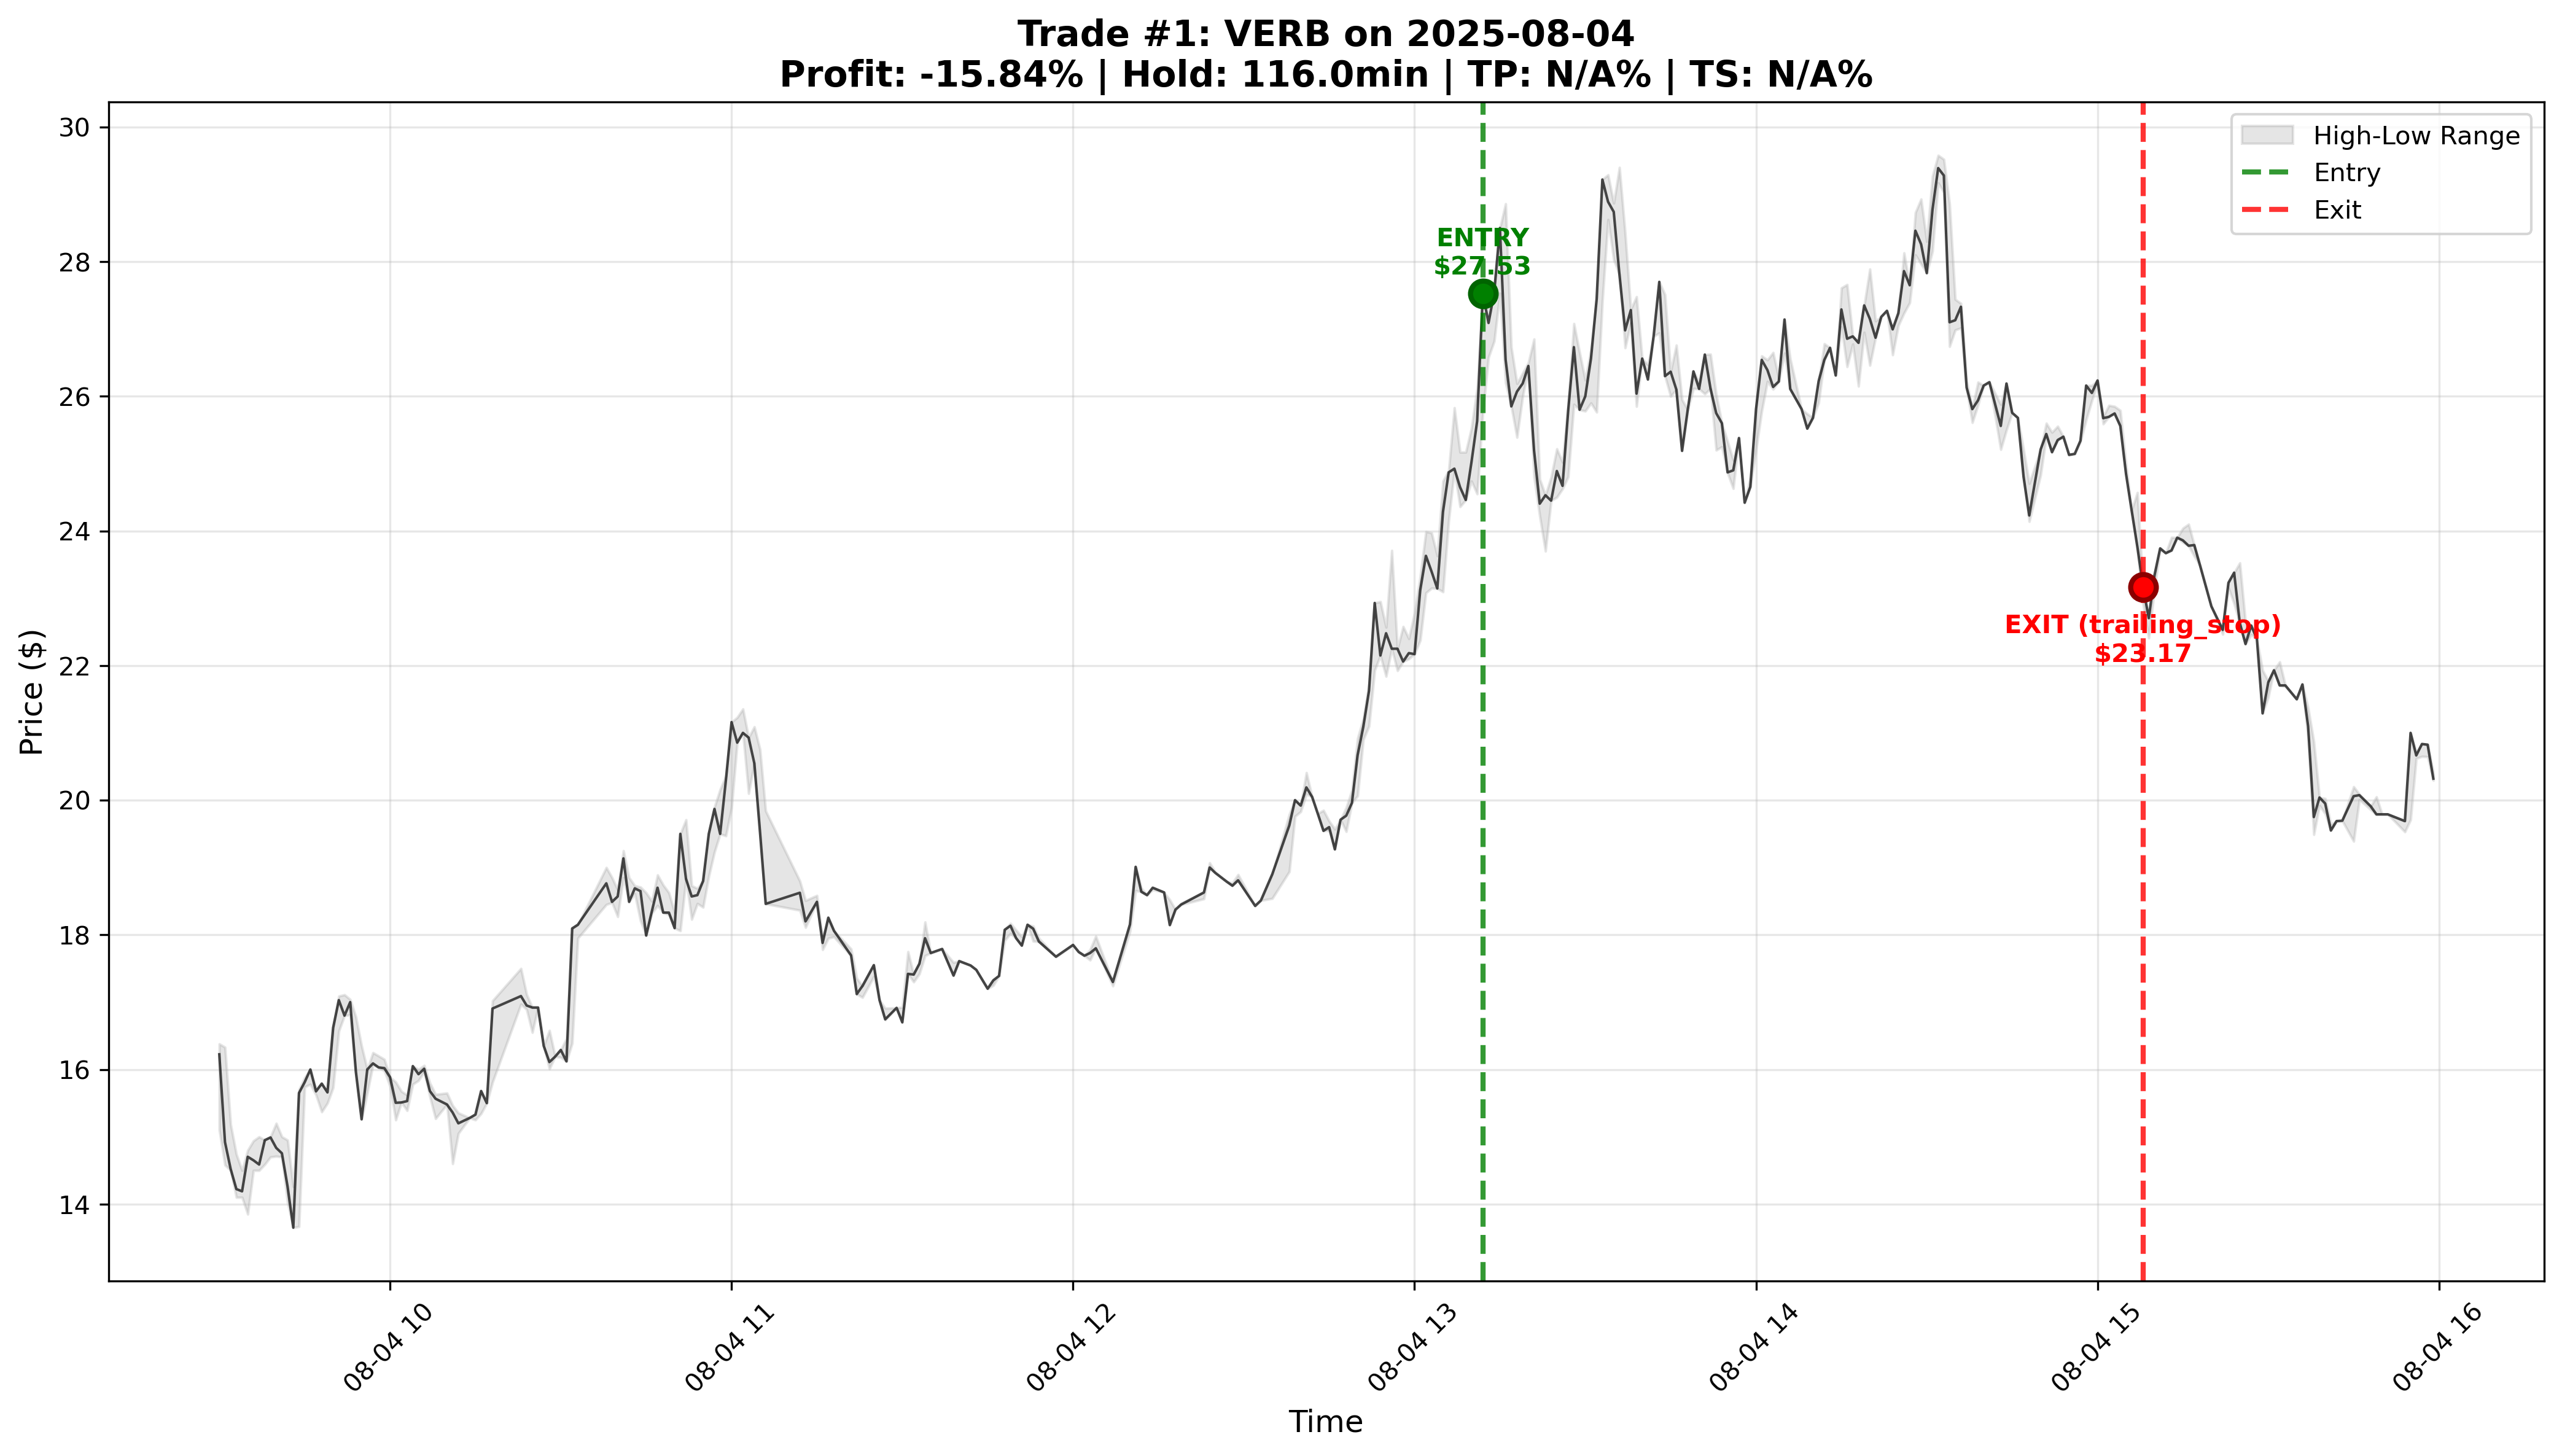 Trade #1: VERB on 2025-08-04
Profit: -15.84% | Hold: 116.0min | TP: N/A% | TS: N/A%
High-Low Range
Entry
Exit
ENTRY
$27.53
EXIT (trailing_stop)
$23.17
Price ($)
30
28
26
24
22
20
18
16
14
08-04 10
08-04 11
08-04 12
08-04 13
08-04 14
08-04 15
08-04 16
Time